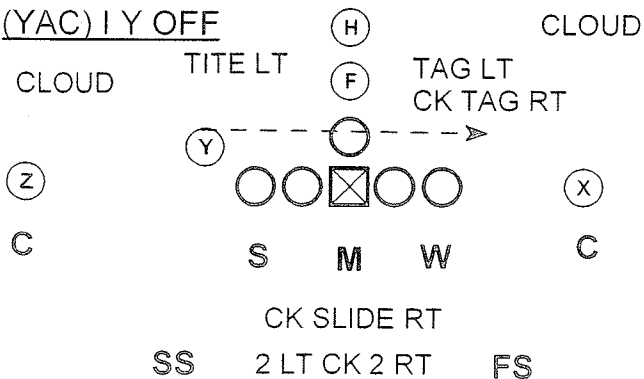 (YAC) I Y OFF
H
CLOUD
TITE LT
F
TAG LT
CLOUD
CK TAG RT
Y
Z
X
C
S
M
W
C
CK SLIDE RT
SS
2 LT CK 2 RT
FS